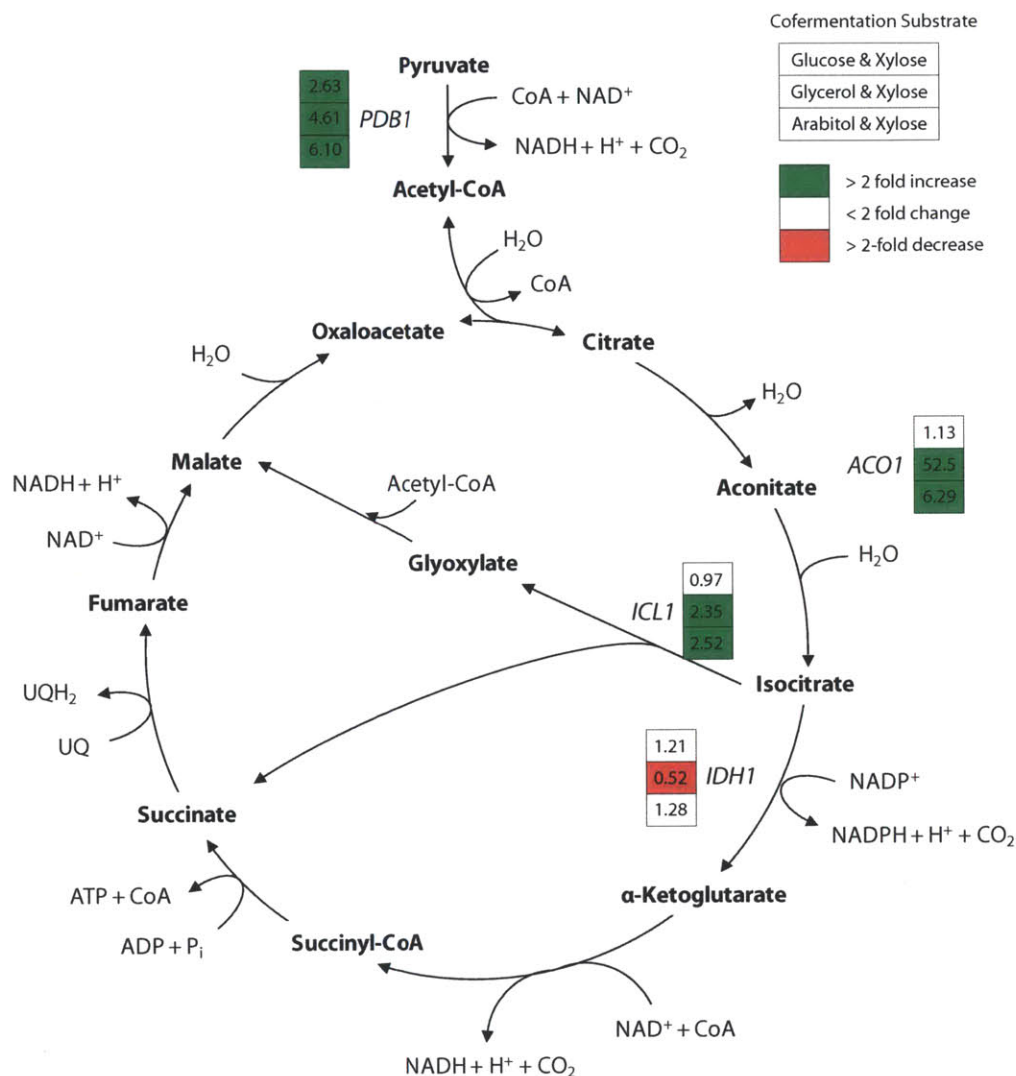 Cofermentation Substrate
Glucose & Xylose
Glycerol & Xylose
Arabitol & Xylose
> 2 fold increase
< 2 fold change
> 2-fold decrease
Pyruvate
2.63
4.61
6.10
PDB1
CoA + NAD⁺
NADH + H⁺ + CO₂
Acetyl-CoA
H₂O
CoA
Oxaloacetate
Citrate
H₂O
H₂O
Malate
Aconitate
ACO1
1.13
52.5
6.29
NADH + H⁺
NAD⁺
Acetyl-CoA
Glyoxylate
H₂O
Fumarate
ICL1
0.97
2.35
2.52
Isocitrate
UQH₂
UQ
1.21
0.52
1.28
IDH1
NADP⁺
NADPH + H⁺ + CO₂
Succinate
α-Ketoglutarate
ATP + CoA
ADP + Pᵢ
Succinyl-CoA
NAD⁺ + CoA
NADH + H⁺ + CO₂